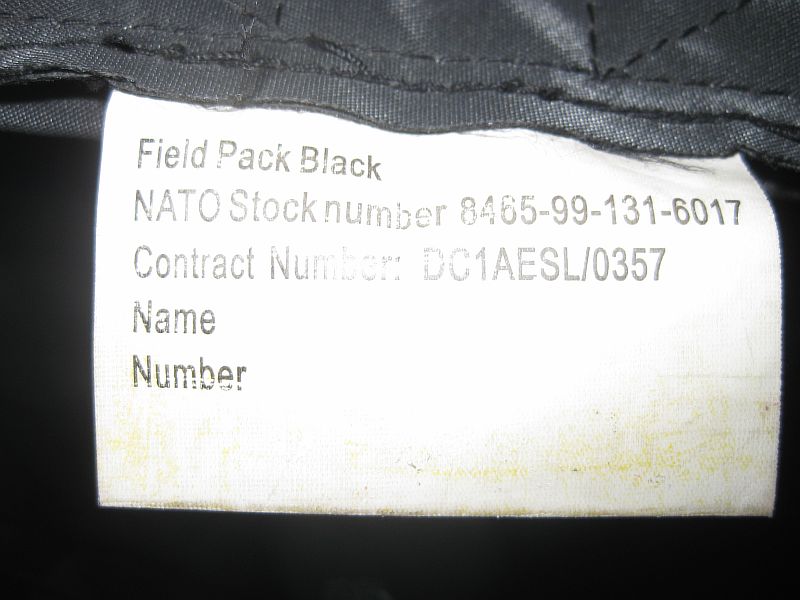 Field Pack Black
NATO Stock number 8465-99-131-6017
Contract Number: DC1AESL/0357
Name
Number